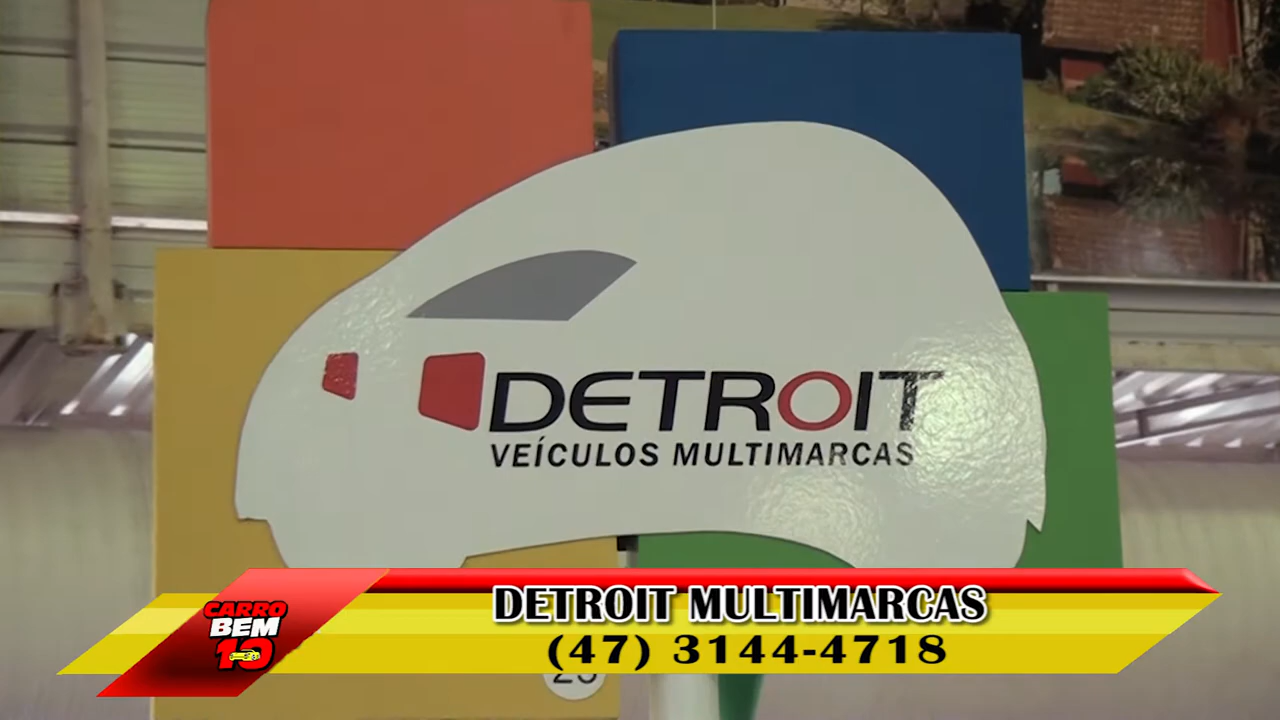 DETROIT
VEÍCULOS MULTIMARCAS
DETROIT MULTIMARCAS
(47) 3144-4718
CARRO
BEM
10